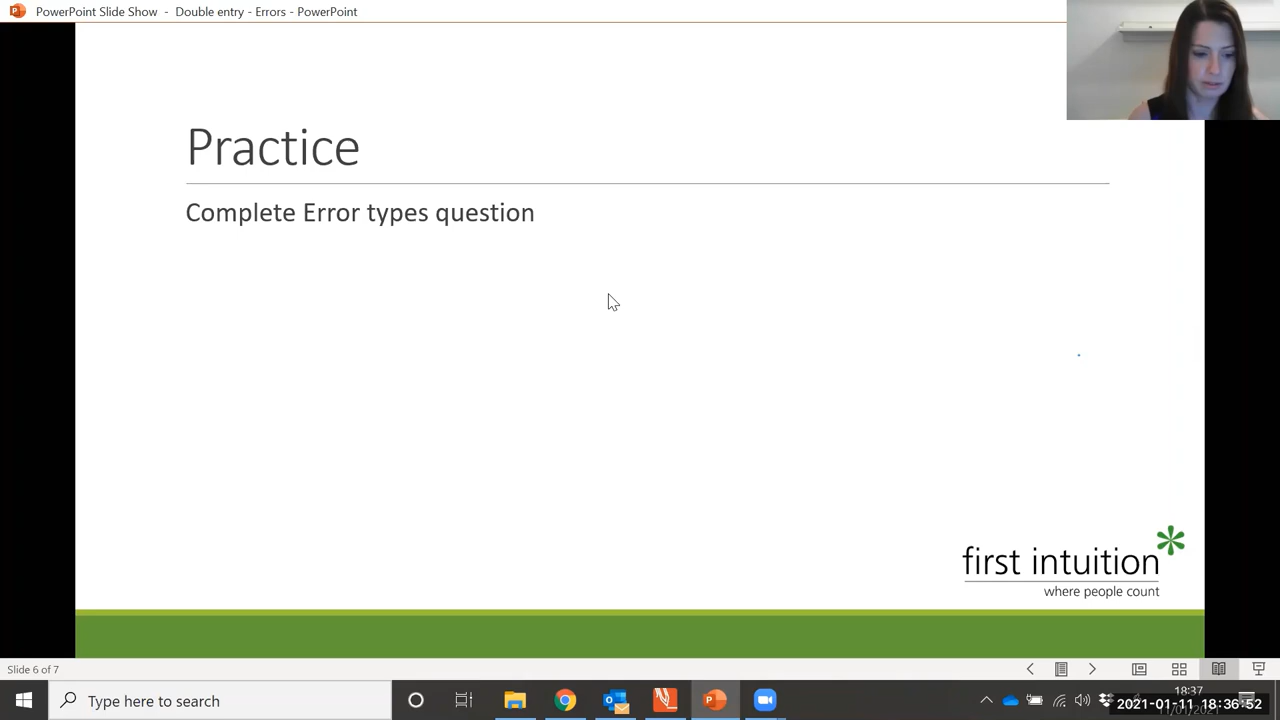 PowerPoint Slide Show - Double entry - Errors - PowerPoint
Practice
Complete Error types question
first intuition
where people count
Slide 6 of 7
Type here to search
18:37
2021-01-11 18:36:52